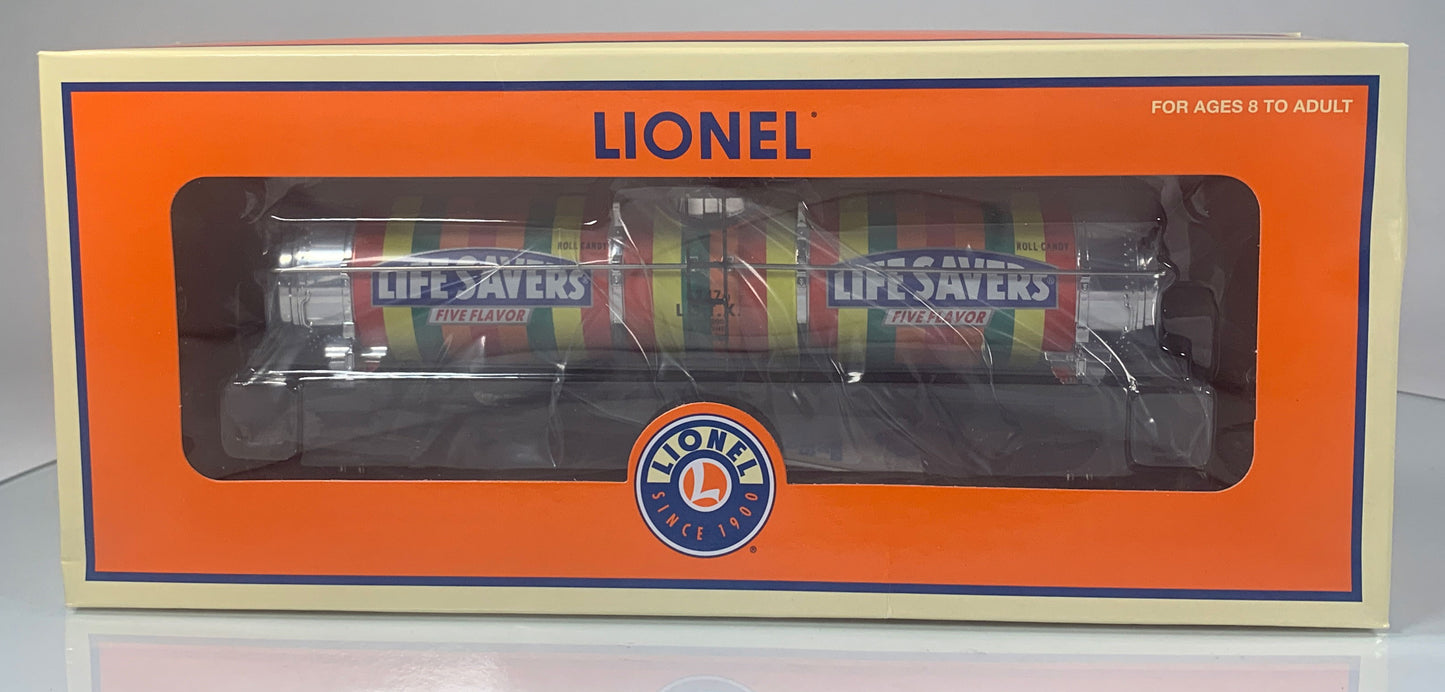 FOR AGES 8 TO ADULT
LIONEL
ROLL CANDY
LIFE SAVERS®
FIVE FLAVOR
ROLL CANDY
LIFE SAVERS®
FIVE FLAVOR
LIONEL
L
SINCE 1900
®